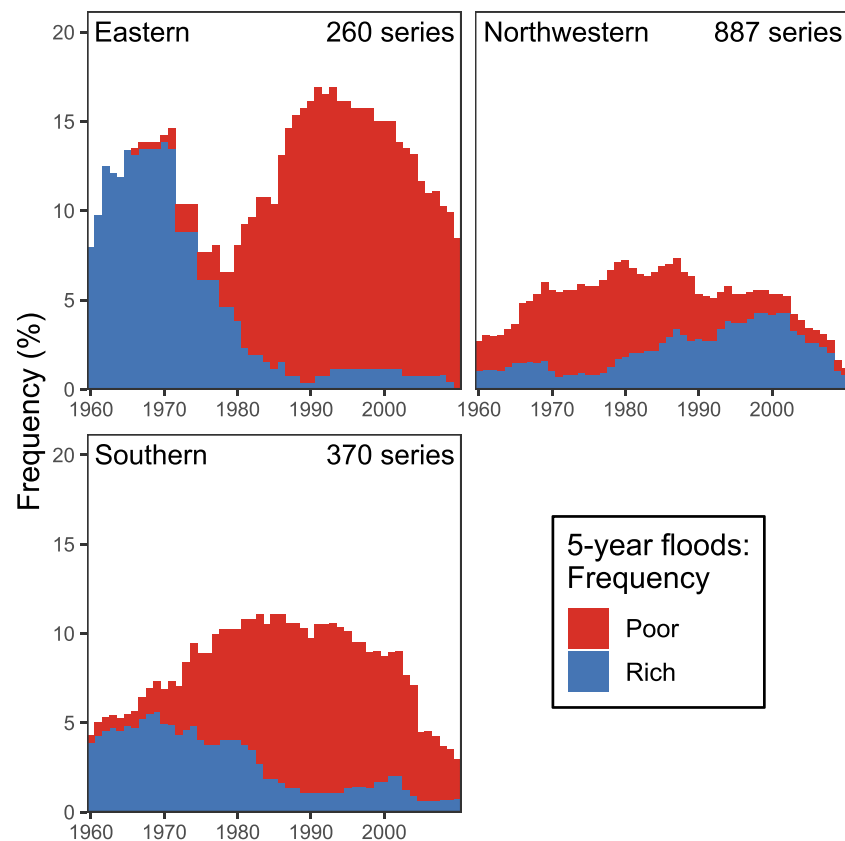 Frequency (%)
Eastern 260 series
20
15
10
5
0
1960 1970 1980 1990 2000
Northwestern 887 series
1960 1970 1980 1990 2000
Southern 370 series
20
15
10
5
0
1960 1970 1980 1990 2000
5-year floods:
Frequency
Poor
Rich